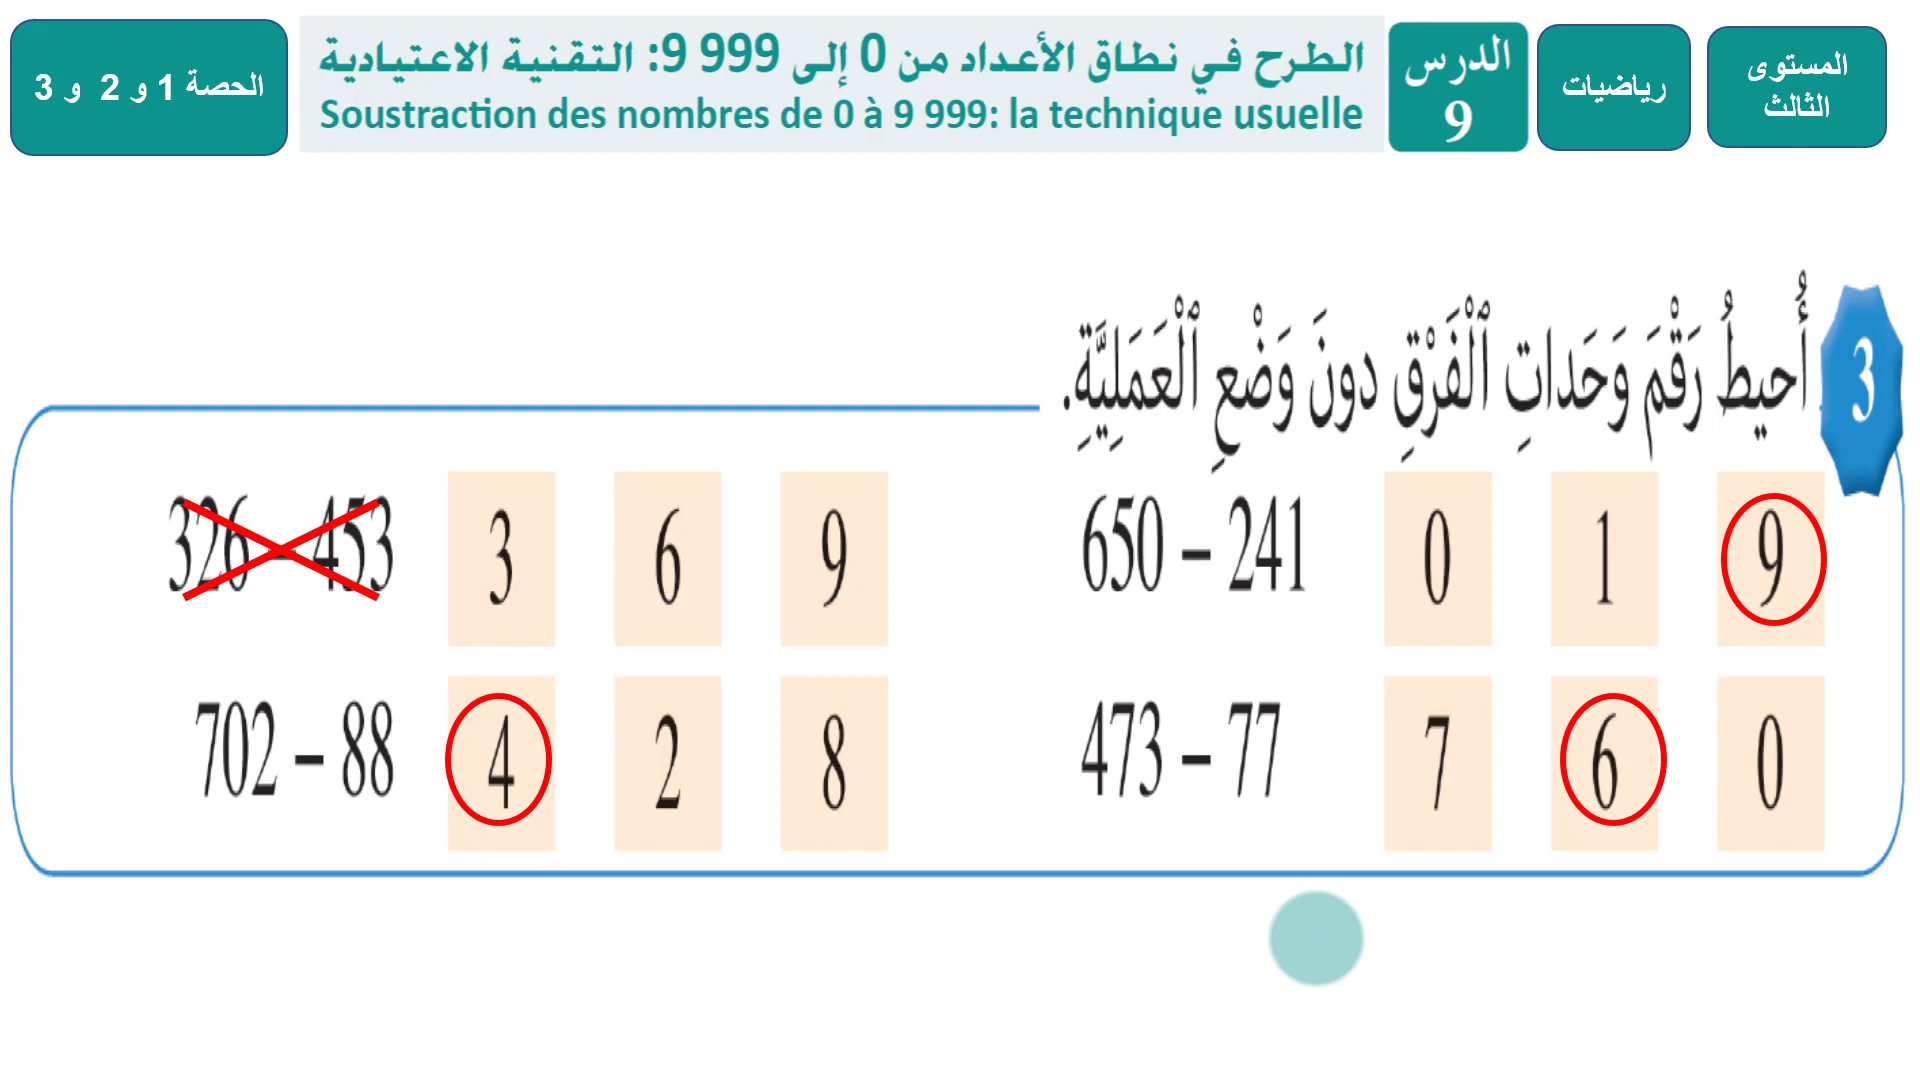 المستوى
الثالث
رياضيات
الدرس
9
الطرح في نطاق الأعداد من 0 إلى 999 9: التقنية الاعتيادية
Soustraction des nombres de 0 à 9 999: la technique usuelle
الحصة 1 و 2 و 3
3
أُحيطُ رَقْمَ وَحَداتِ ٱلْفَرْقِ دونَ وَضْعِ ٱلْعَمَلِيَّةِ.
326 – 453 3 6 9
650 – 241 0 1 9
702 – 88 4 2 8
473 – 77 7 6 0